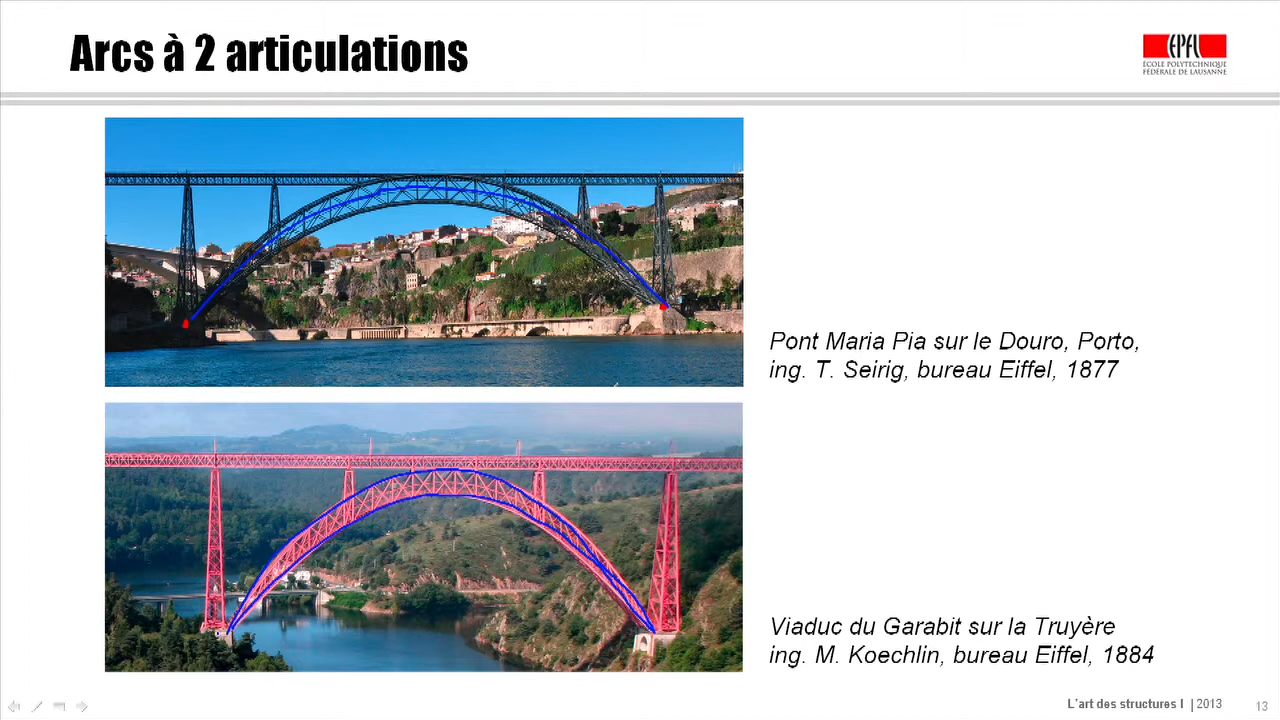 Arcs à 2 articulations
EPFL
ÉCOLE POLYTECHNIQUE
FÉDÉRALE DE LAUSANNE
Pont Maria Pia sur le Douro, Porto,
ing. T. Seirig, bureau Eiffel, 1877
Viaduc du Garabit sur la Truyère
ing. M. Koechlin, bureau Eiffel, 1884
L'art des structures I | 2013
13